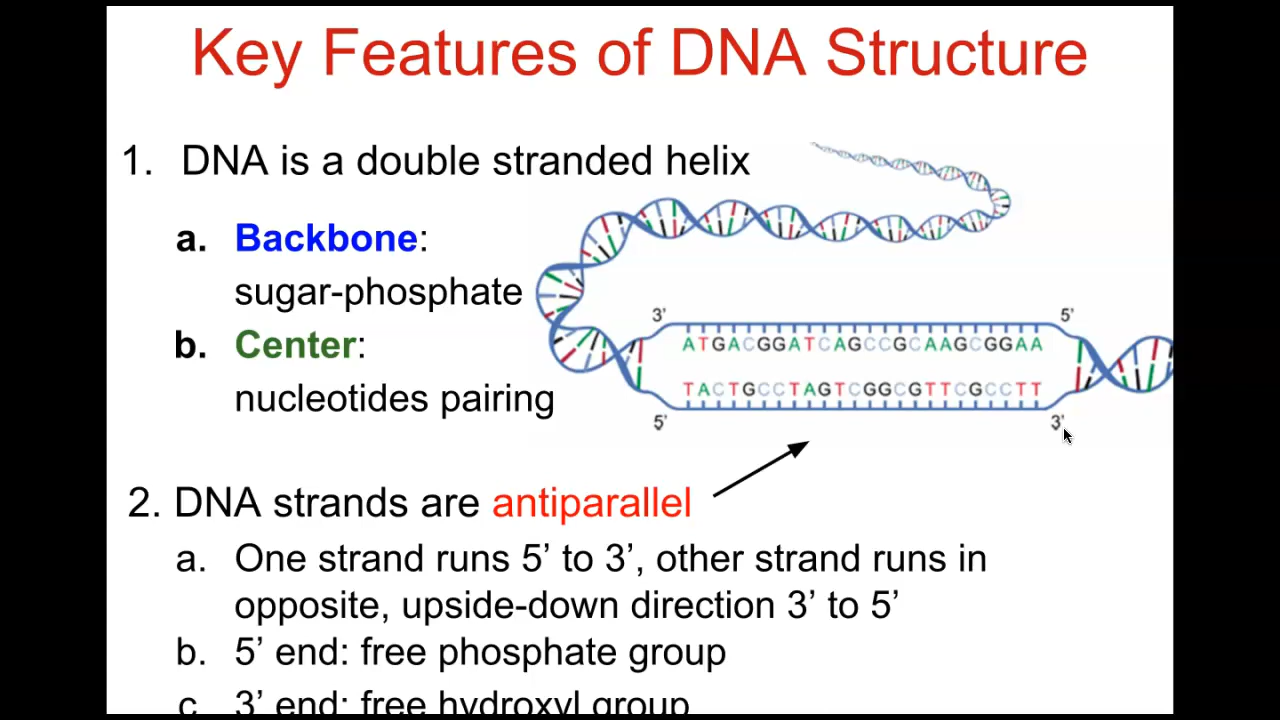 Key Features of DNA Structure
1. DNA is a double stranded helix
a. Backbone:
sugar-phosphate
b. Center:
nucleotides pairing
3’ 5’
ATGACGGATCAGCCGCAAGCGGAA
TACTGCCTAGTCGGCGTTCGCCTT
5’ 3’
2. DNA strands are antiparallel
a. One strand runs 5’ to 3’, other strand runs in
opposite, upside-down direction 3’ to 5’
b. 5’ end: free phosphate group
c. 3’ end: free hydroxyl group